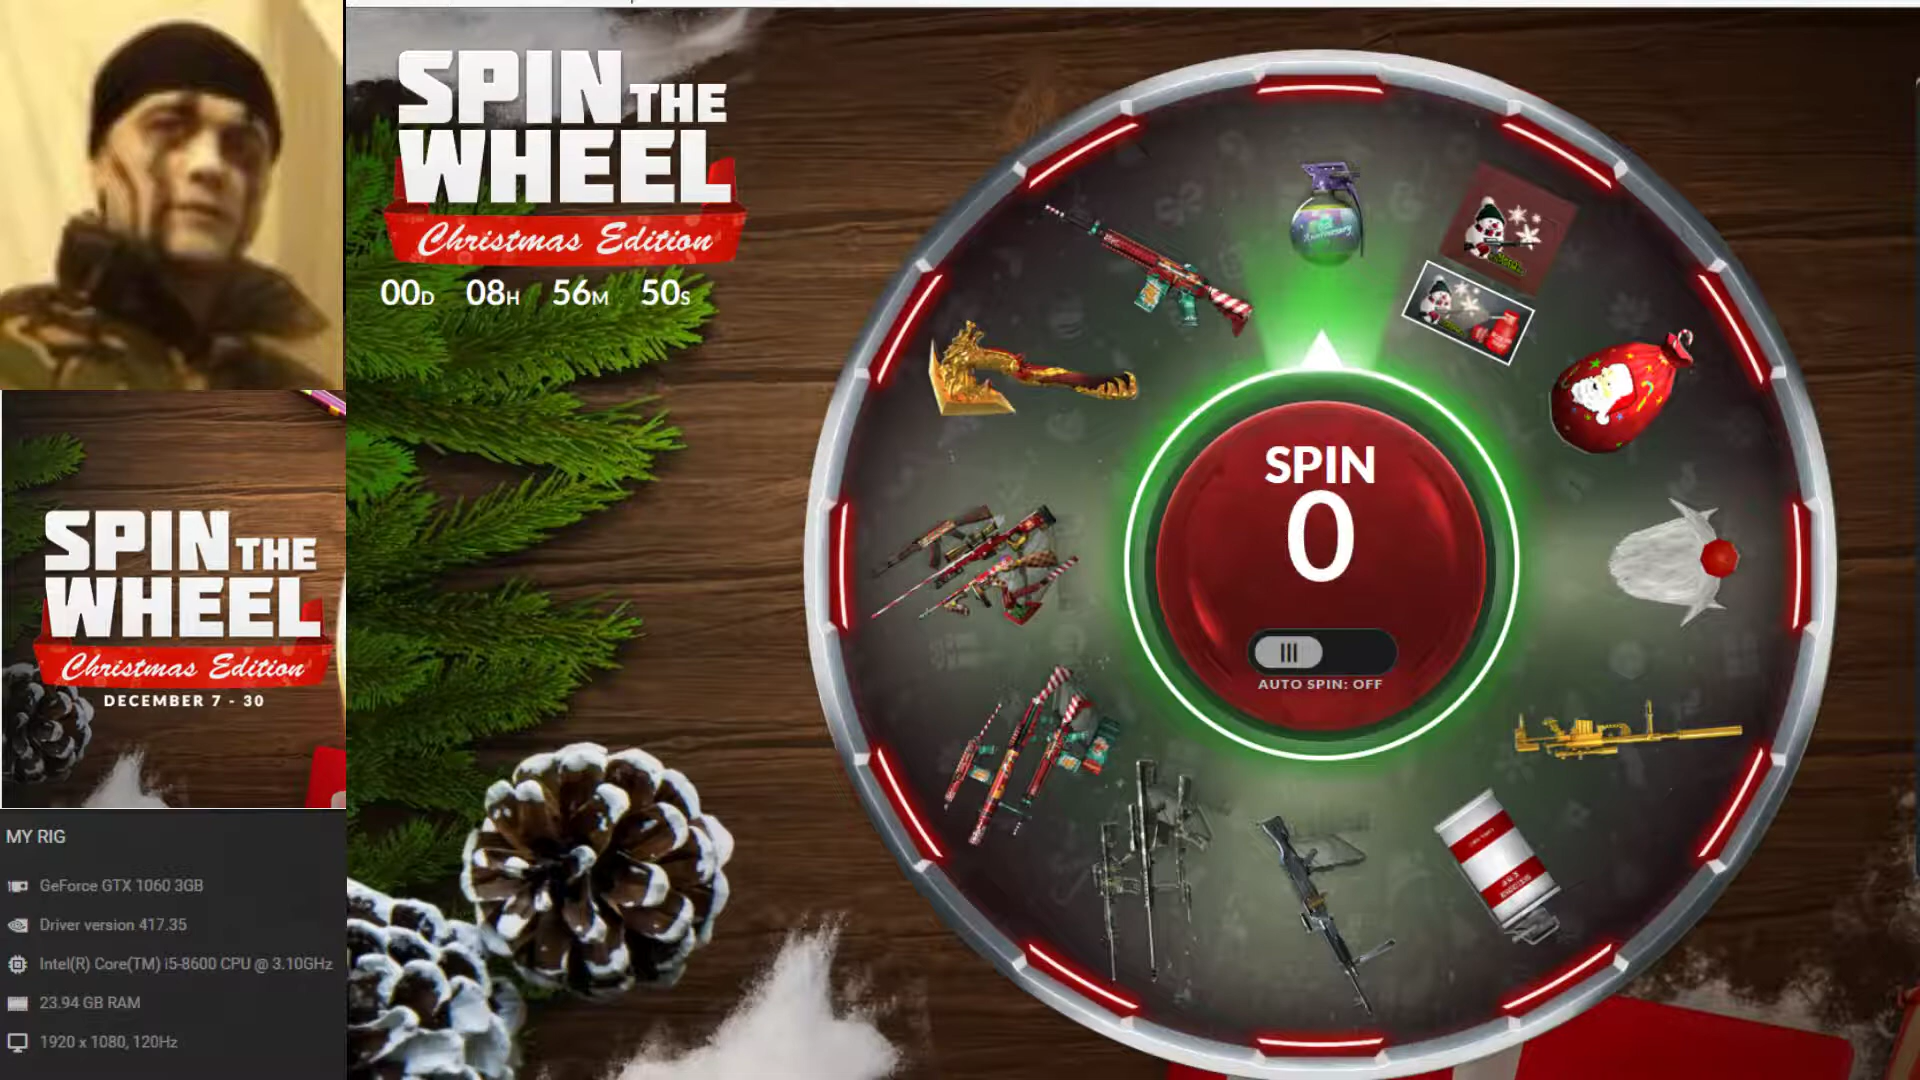 SPIN THE
WHEEL
Christmas Edition
00D 08H 56M 50S
SPIN
0
AUTO SPIN: OFF
SPIN THE
WHEEL
Christmas Edition
DECEMBER 7 - 30
MY RIG
GeForce GTX 1060 3GB
Driver version 417.35
Intel(R) Core(TM) i5-8600 CPU @ 3.10GHz
23.94 GB RAM
1920 x 1080, 120Hz
Anniversary